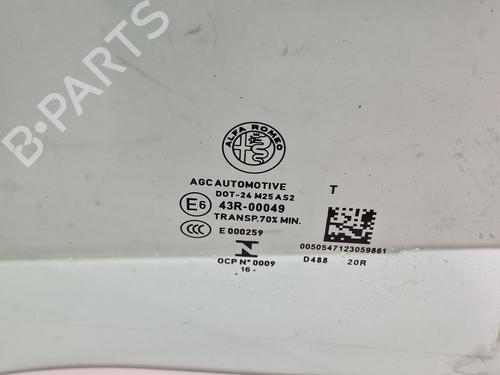 B-PARTS
ALFA ROMEO
AGC AUTOMOTIVE
DOT-24 M25 AS2
E6 43R-00049
TRANSP.70% MIN.
CCC E 000259
OCP N° 0009
·16·
T
0050547123059861
D488 20R